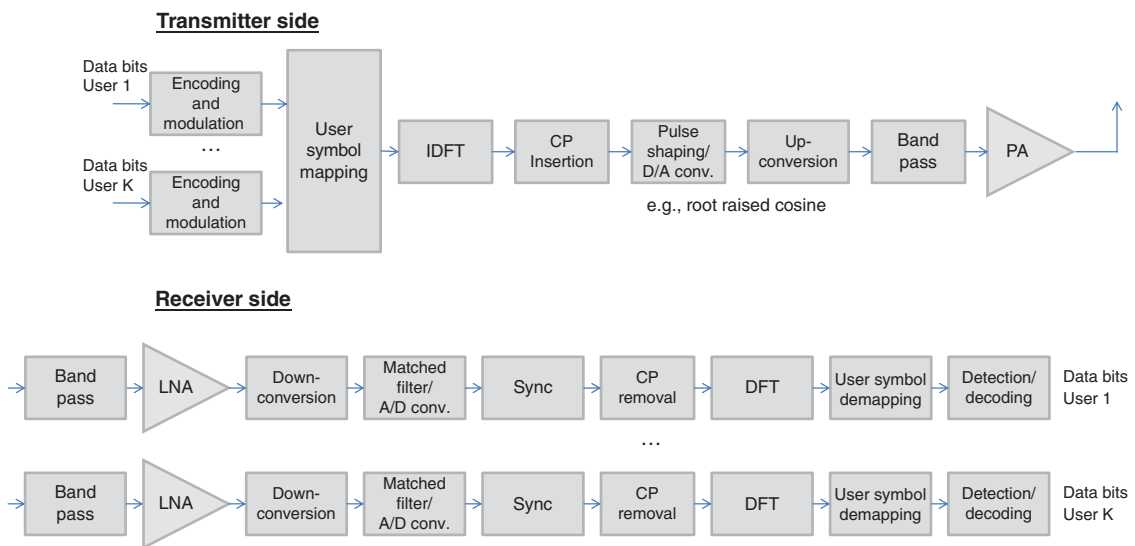 Transmitter side
Data bits
User 1
Encoding
and
modulation
...
Data bits
User K
Encoding
and
modulation
User
symbol
mapping
IDFT
CP
Insertion
Pulse
shaping/
D/A conv.
e.g., root raised cosine
Up-
conversion
Band
pass
PA
Receiver side
Band
pass
LNA
Down-
conversion
Matched
filter/
A/D conv.
Sync
CP
removal
DFT
User symbol
demapping
Detection/
decoding
Data bits
User 1
...
Band
pass
LNA
Down-
conversion
Matched
filter/
A/D conv.
Sync
CP
removal
DFT
User symbol
demapping
Detection/
decoding
Data bits
User K